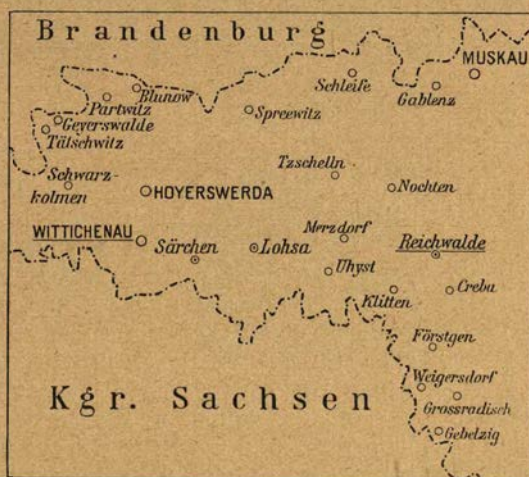 Brandenburg
MUSKAU
Schleife
Blunow
Partwitz
Gablenz
Spreewitz
Geyerswalde
Tätschwitz
Tzschelln
Schwarz-
kolmen
HOYERSWERDA
Nochten
WITTICHENAU
Merzdorf
Särchen
Lohsa
Reichwalde
Uhyst
Klitten
Creba
Förstgen
Weigersdorf
Kgr. Sachsen
Grossradisch
Gebelzig